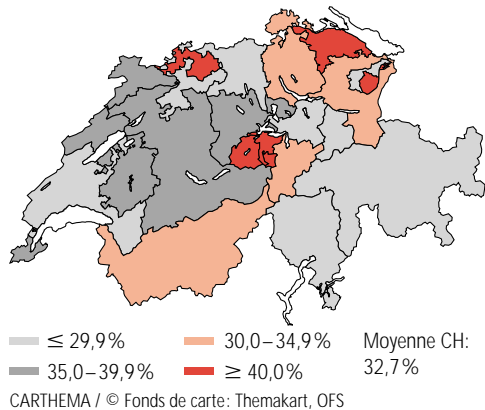 ≤ 29,9% 30,0–34,9% Moyenne CH:
35,0–39,9% ≥ 40,0% 32,7%
CARTHEMA / © Fonds de carte: Themakart, OFS